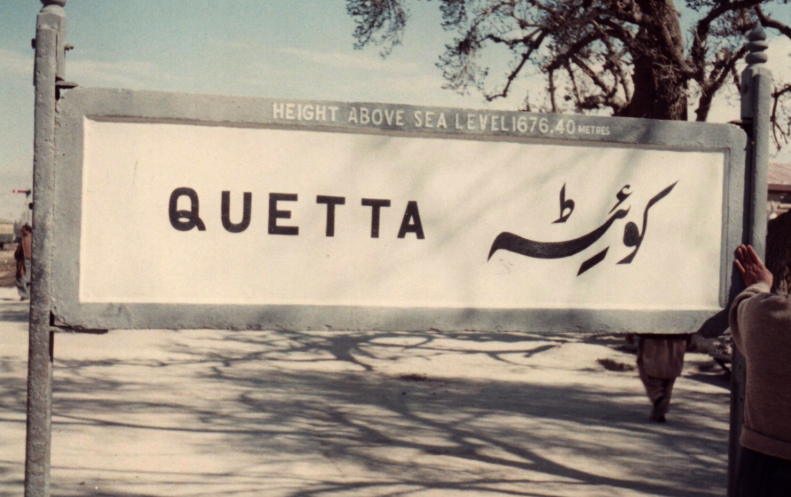 HEIGHT ABOVE SEA LEVEL 1676.40 METRES
QUETTA
کوئٹہ